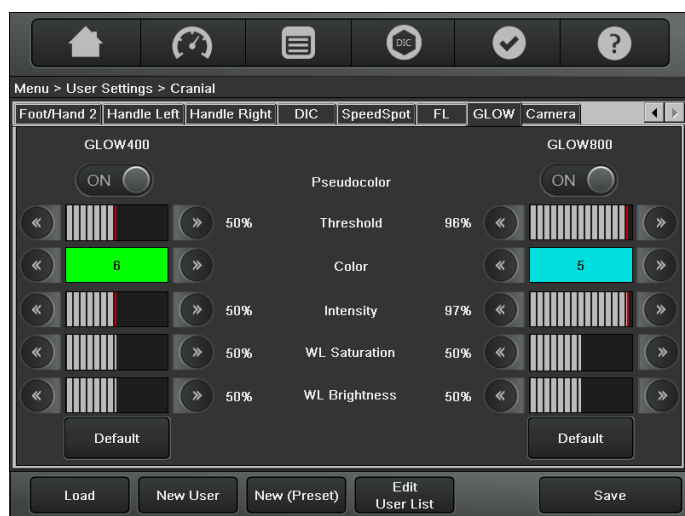 DIC
?
Menu > User Settings > Cranial
Foot/Hand 2 Handle Left Handle Right DIC SpeedSpot FL GLOW Camera
GLOW400 GLOW800
ON Pseudocolor ON
50% Threshold 96%
6 Color 5
50% Intensity 97%
50% WL Saturation 50%
50% WL Brightness 50%
Default Default
Load New User New (Preset) Edit User List Save